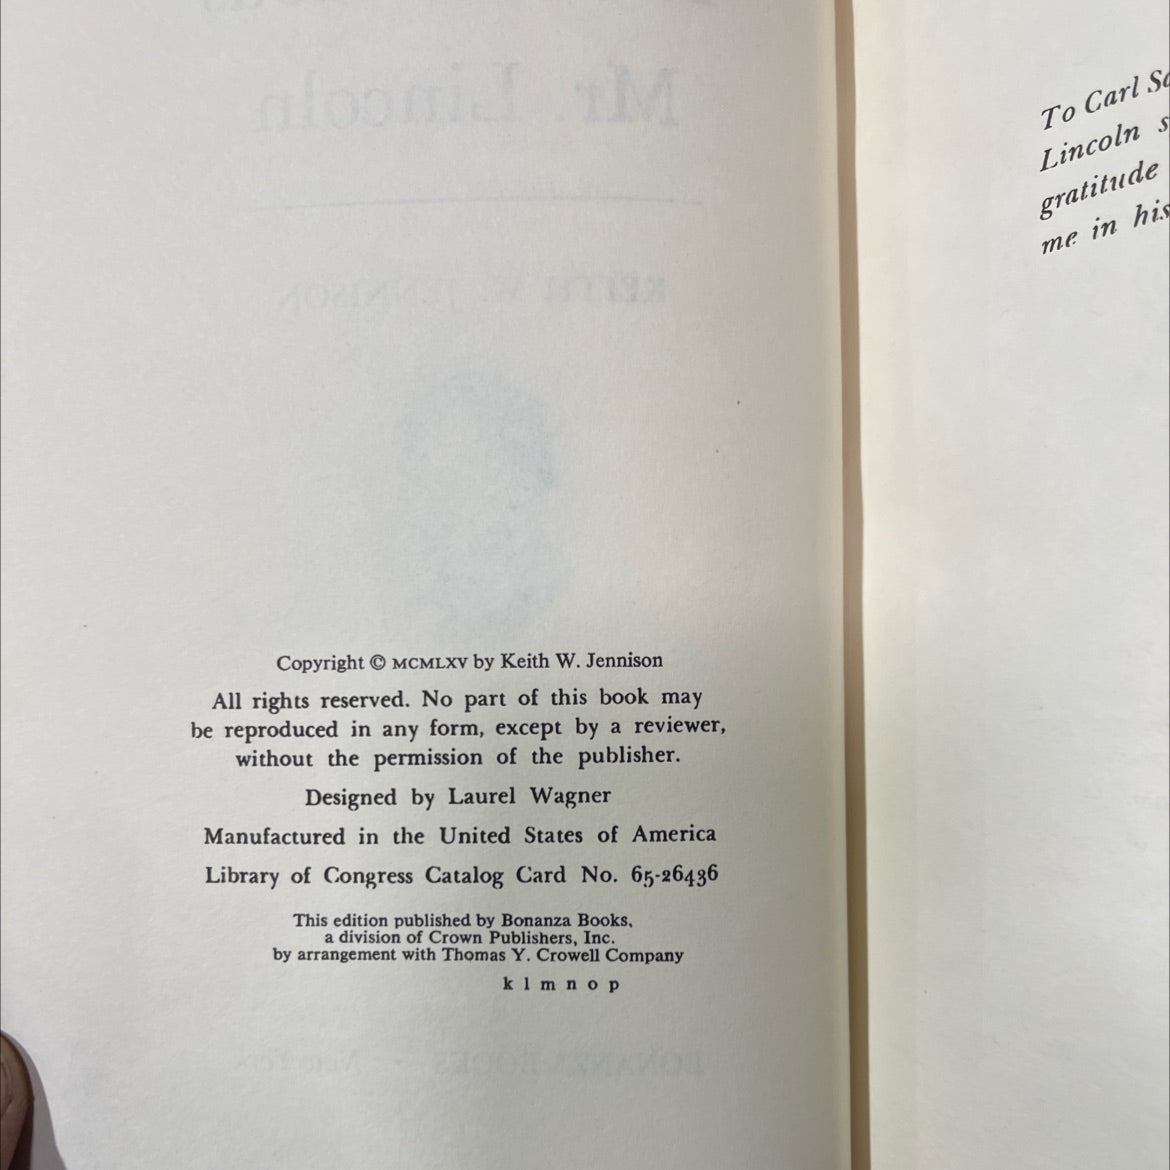 Copyright © MCMLXV by Keith W. Jennison
All rights reserved. No part of this book may
be reproduced in any form, except by a reviewer,
without the permission of the publisher.
Designed by Laurel Wagner
Manufactured in the United States of America
Library of Congress Catalog Card No. 65-26436
This edition published by Bonanza Books,
a division of Crown Publishers, Inc.
by arrangement with Thomas Y. Crowell Company
k l m n o p
To Carl
Lincoln
gratitude
me in his